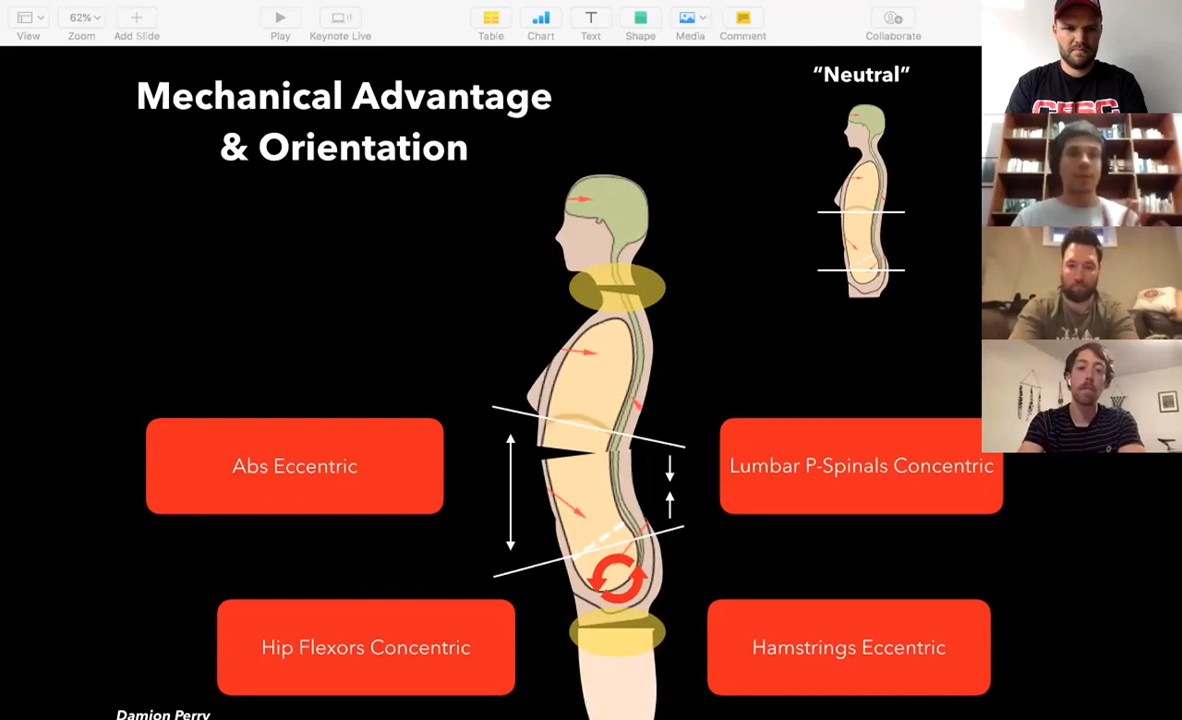 View
62%
Zoom
Add Slide
Play
Keynote Live
Table
Chart
Text
Shape
Media
Comment
Collaborate
Mechanical Advantage
& Orientation
“Neutral”
Abs Eccentric
Lumbar P-Spinals Concentric
Hip Flexors Concentric
Hamstrings Eccentric
Damion Perry